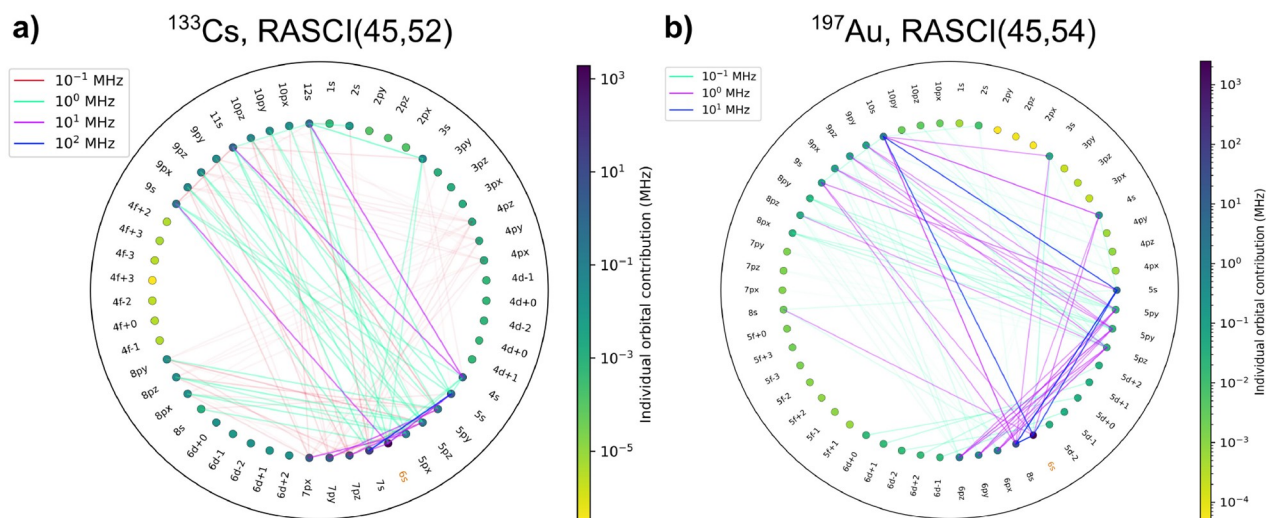 a)
¹³³Cs, RASCI(45,52)
10⁻¹ MHz
10⁰ MHz
10¹ MHz
10² MHz
12s
1s
2s
2py
2pz
2px
3s
3py
3pz
3px
4pz
4py
4px
4d-1
4d+0
4d-2
4d+0
4d+1
4s
5s
5py
5px
6s
7s
7pz
7py
7px
6d+2
6d+1
6d-2
6d-1
6d+0
8s
8px
8pz
8py
4f-1
4f+0
4f-2
4f+3
4f-3
4f+3
4f+2
9s
9pz
9py
11s
10pz
10py
10px
10³
10¹
10⁻¹
10⁻³
10⁻⁵
Individual orbital contribution (MHz)
b)
¹⁹⁷Au, RASCI(45,54)
10⁻¹ MHz
10⁰ MHz
10¹ MHz
10px
1s
2s
2py
2pz
2px
3s
3py
3pz
3px
4s
4py
4pz
4px
5s
5py
5py
5pz
5d+2
5d+1
5d+0
5d-1
5d-2
6s
8s
6px
6py
6pz
6d-1
6d+2
6d-2
6d+1
6d+0
5f+1
5f-1
5f+2
5f-2
5f-3
5f+3
5f+0
8s
7px
7pz
7py
8px
8pz
8py
9s
9px
9pz
9py
10s
10py
10pz
10³
10²
10¹
10⁰
10⁻¹
10⁻²
10⁻³
10⁻⁴
Individual orbital contribution (MHz)